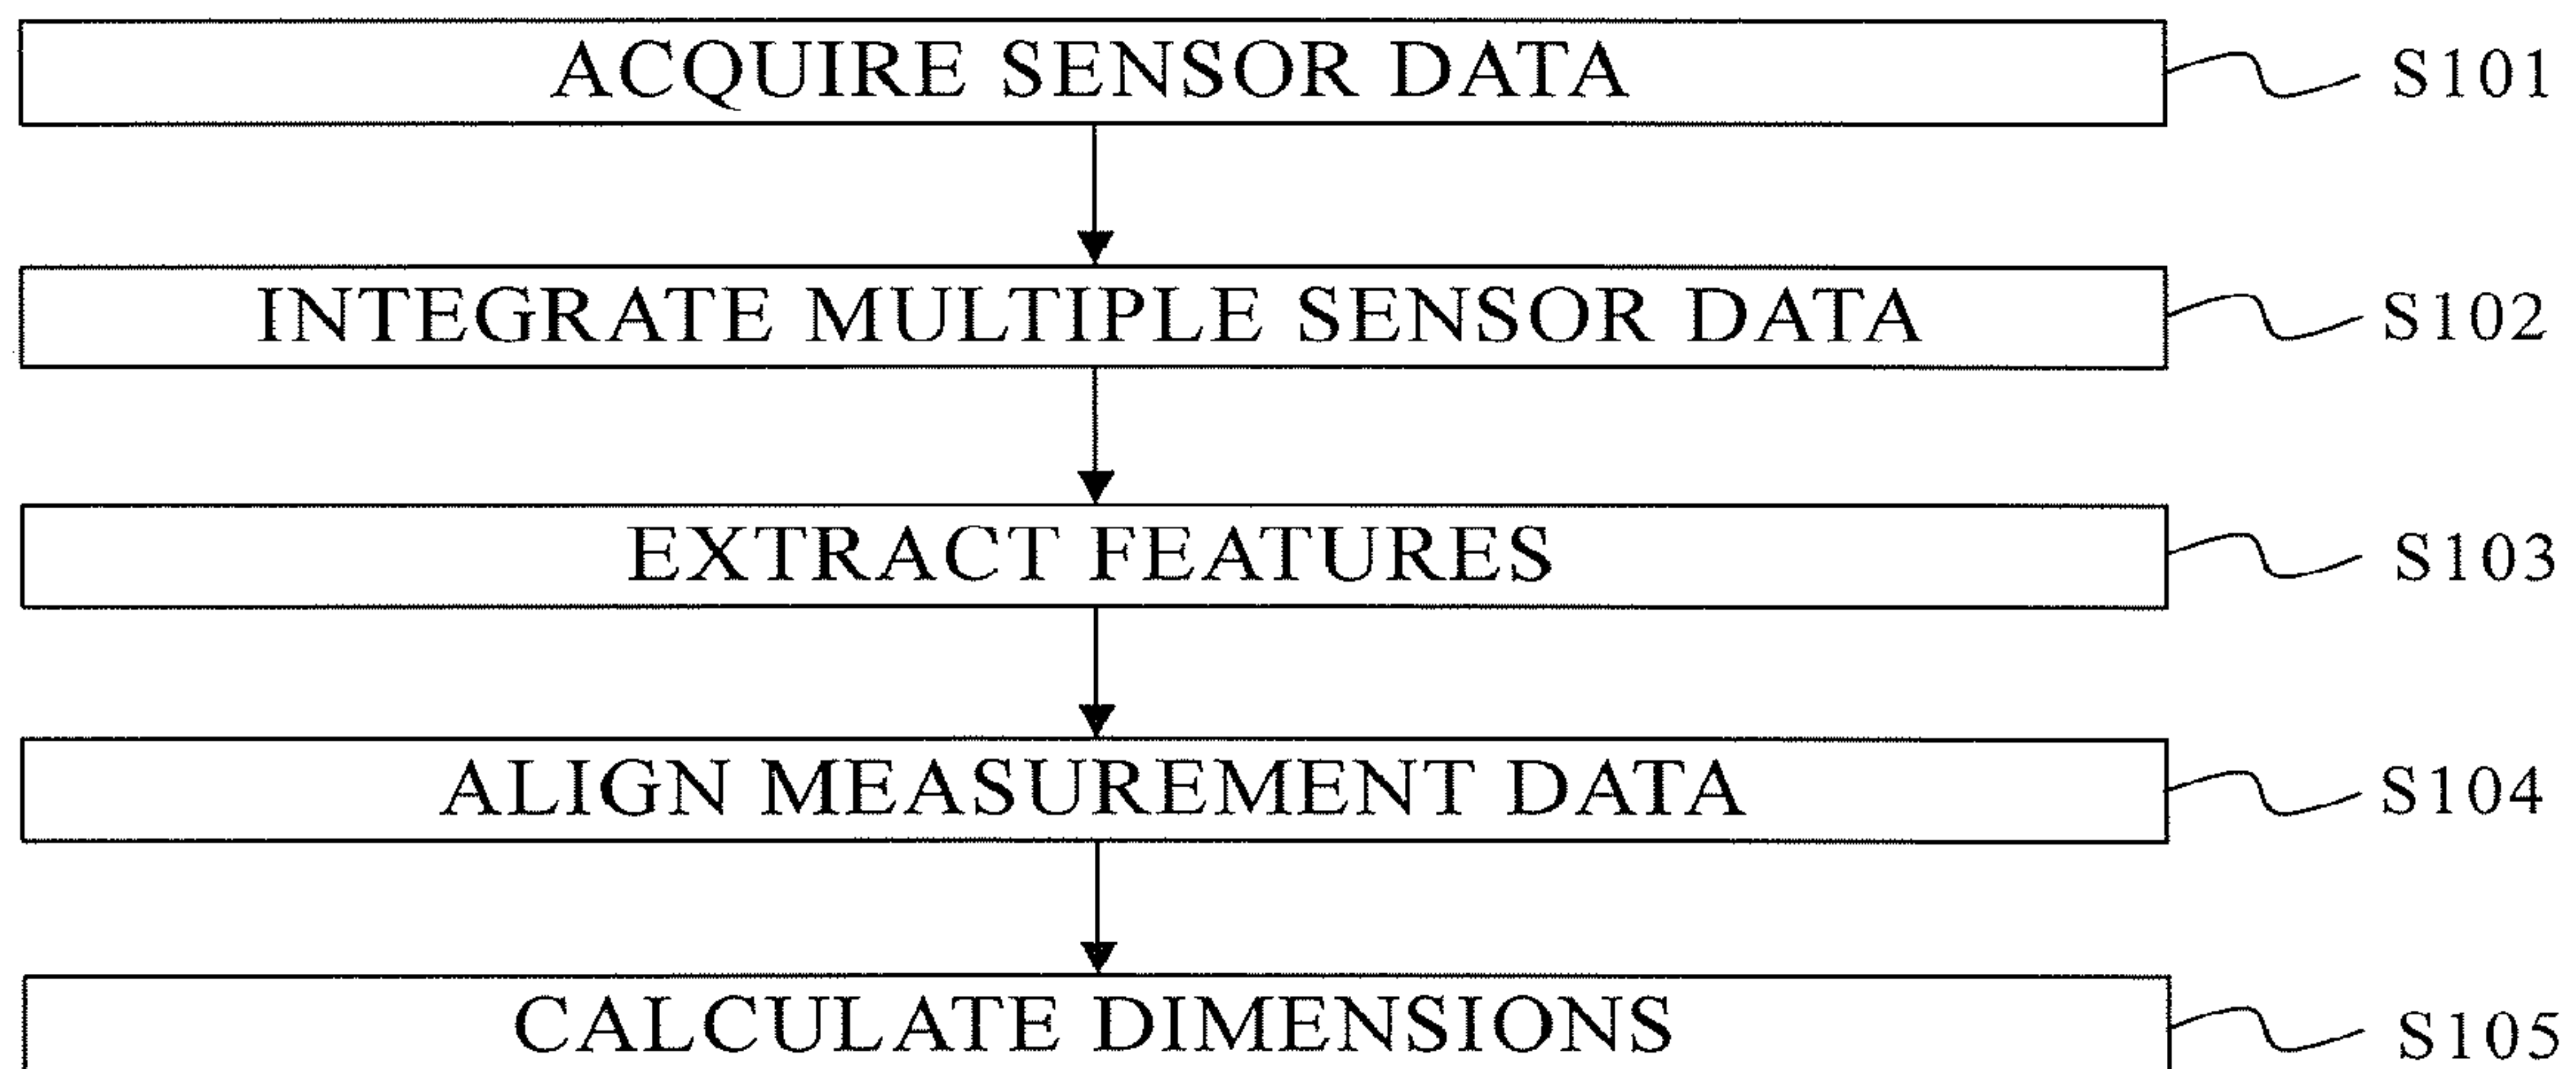 ACQUIRE SENSOR DATA S101
INTEGRATE MULTIPLE SENSOR DATA S102
EXTRACT FEATURES S103
ALIGN MEASUREMENT DATA S104
CALCULATE DIMENSIONS S105